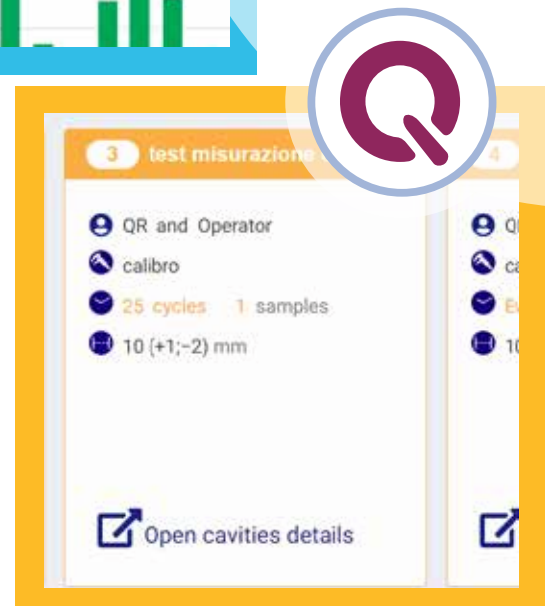 3 test misurazione
4
QR and Operator
calibro
25 cycles 1 samples
10 (+1;−2) mm
10
Open cavities details